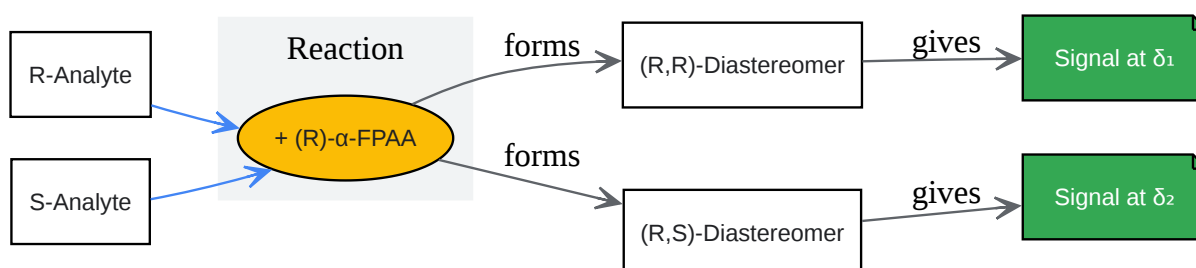 Reaction
R-Analyte
S-Analyte
+ (R)-α-FPAA
forms
forms
(R,R)-Diastereomer
(R,S)-Diastereomer
gives
gives
Signal at δ₁
Signal at δ₂